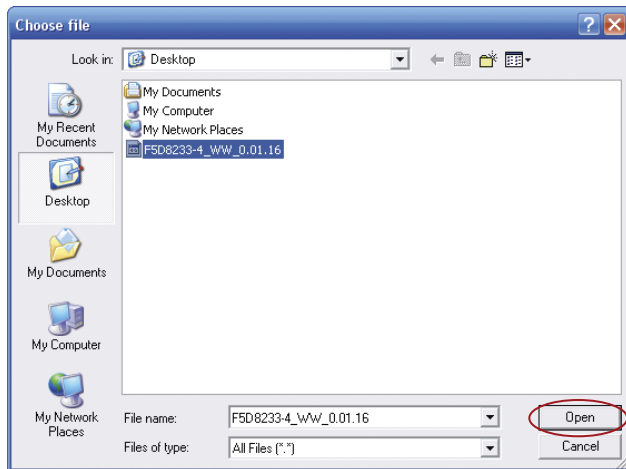 Choose file
Look in: Desktop
My Recent
Documents
Desktop
My Documents
My Computer
My Network
Places
My Documents
My Computer
My Network Places
F5D8233-4_WW_0.01.16
File name: F5D8233-4_WW_0.01.16 Open
Files of type: All Files (*.*) Cancel